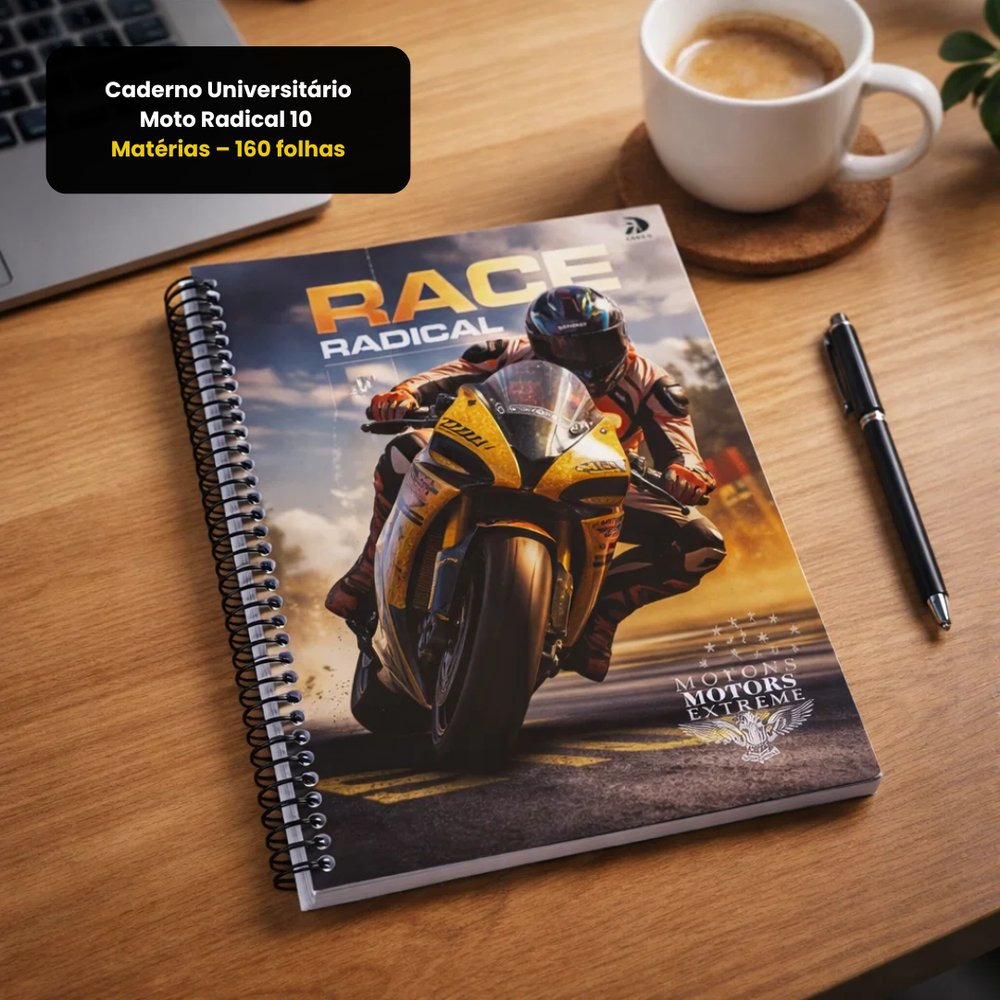 Caderno Universitário
Moto Radical 10
Matérias – 160 folhas
RACE
RADICAL
MOTONS
MOTORS
EXTREME